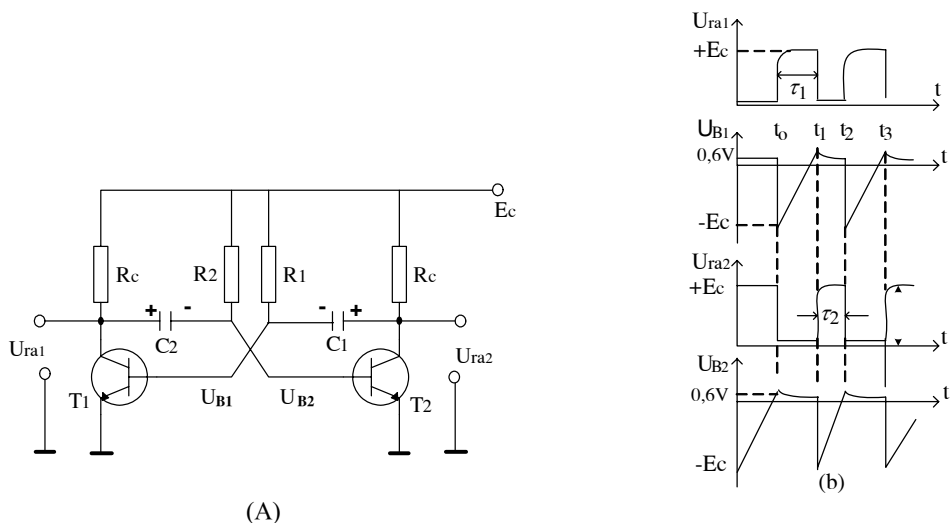 Ec
Rc R2 R1 Rc
+ - - +
C2 C1
Ura1 Ura2
T1 UB1 UB2 T2
(A)
Ura1
+Ec
τ1
t
UB1 to t1 t2 t3
0,6V
t
-Ec
Ura2
+Ec
τ2
t
UB2
0,6V
t
-Ec
(b)